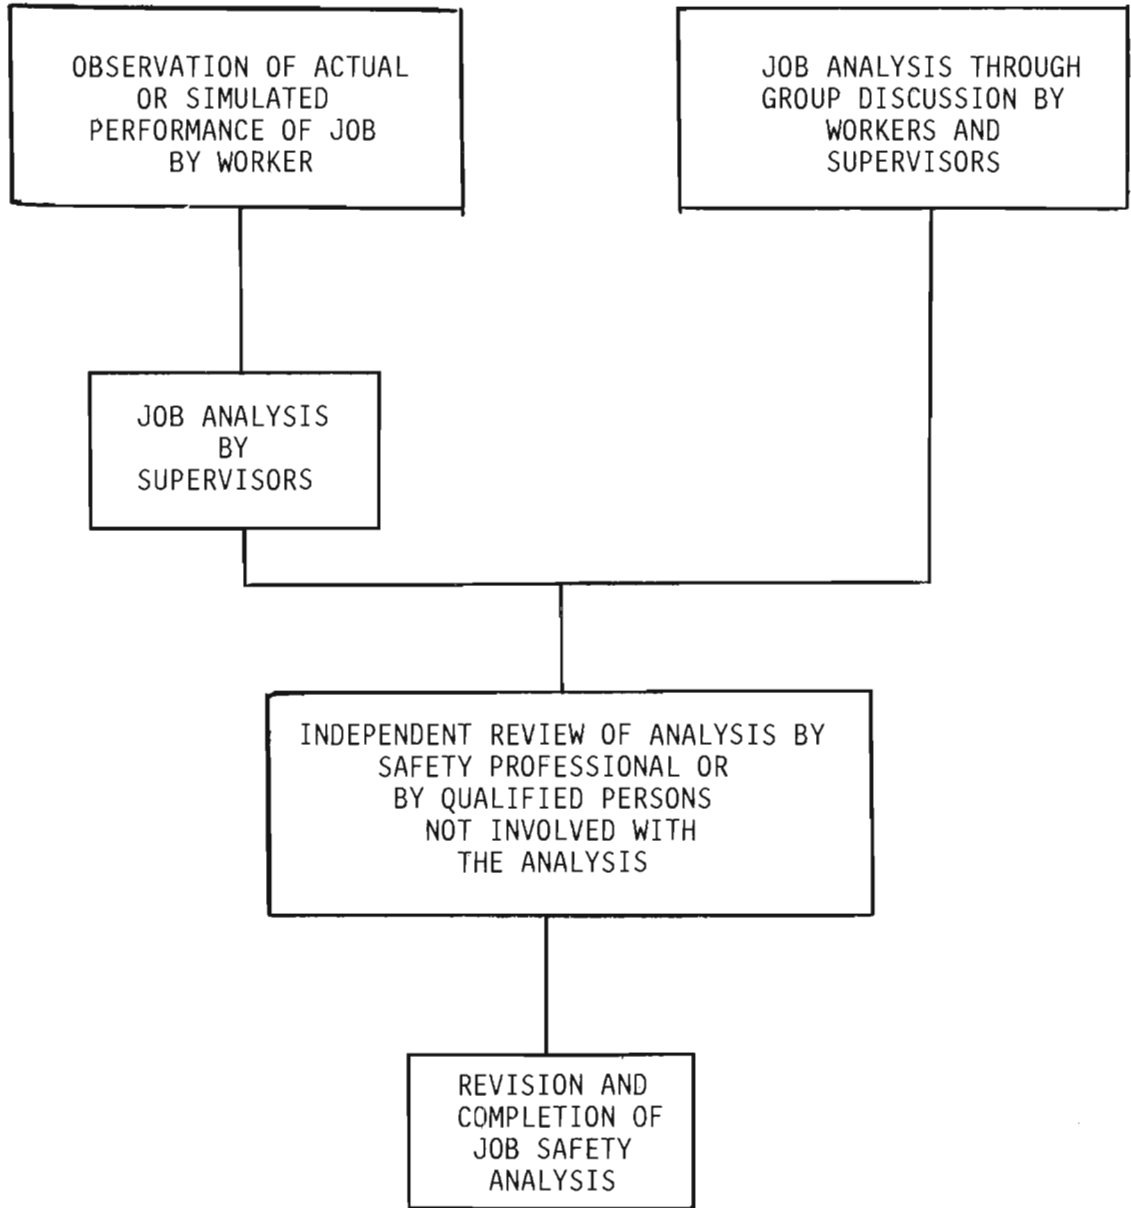 OBSERVATION OF ACTUAL
OR SIMULATED
PERFORMANCE OF JOB
BY WORKER
JOB ANALYSIS THROUGH
GROUP DISCUSSION BY
WORKERS AND
SUPERVISORS
JOB ANALYSIS
BY
SUPERVISORS
INDEPENDENT REVIEW OF ANALYSIS BY
SAFETY PROFESSIONAL OR
BY QUALIFIED PERSONS
NOT INVOLVED WITH
THE ANALYSIS
REVISION AND
COMPLETION OF
JOB SAFETY
ANALYSIS